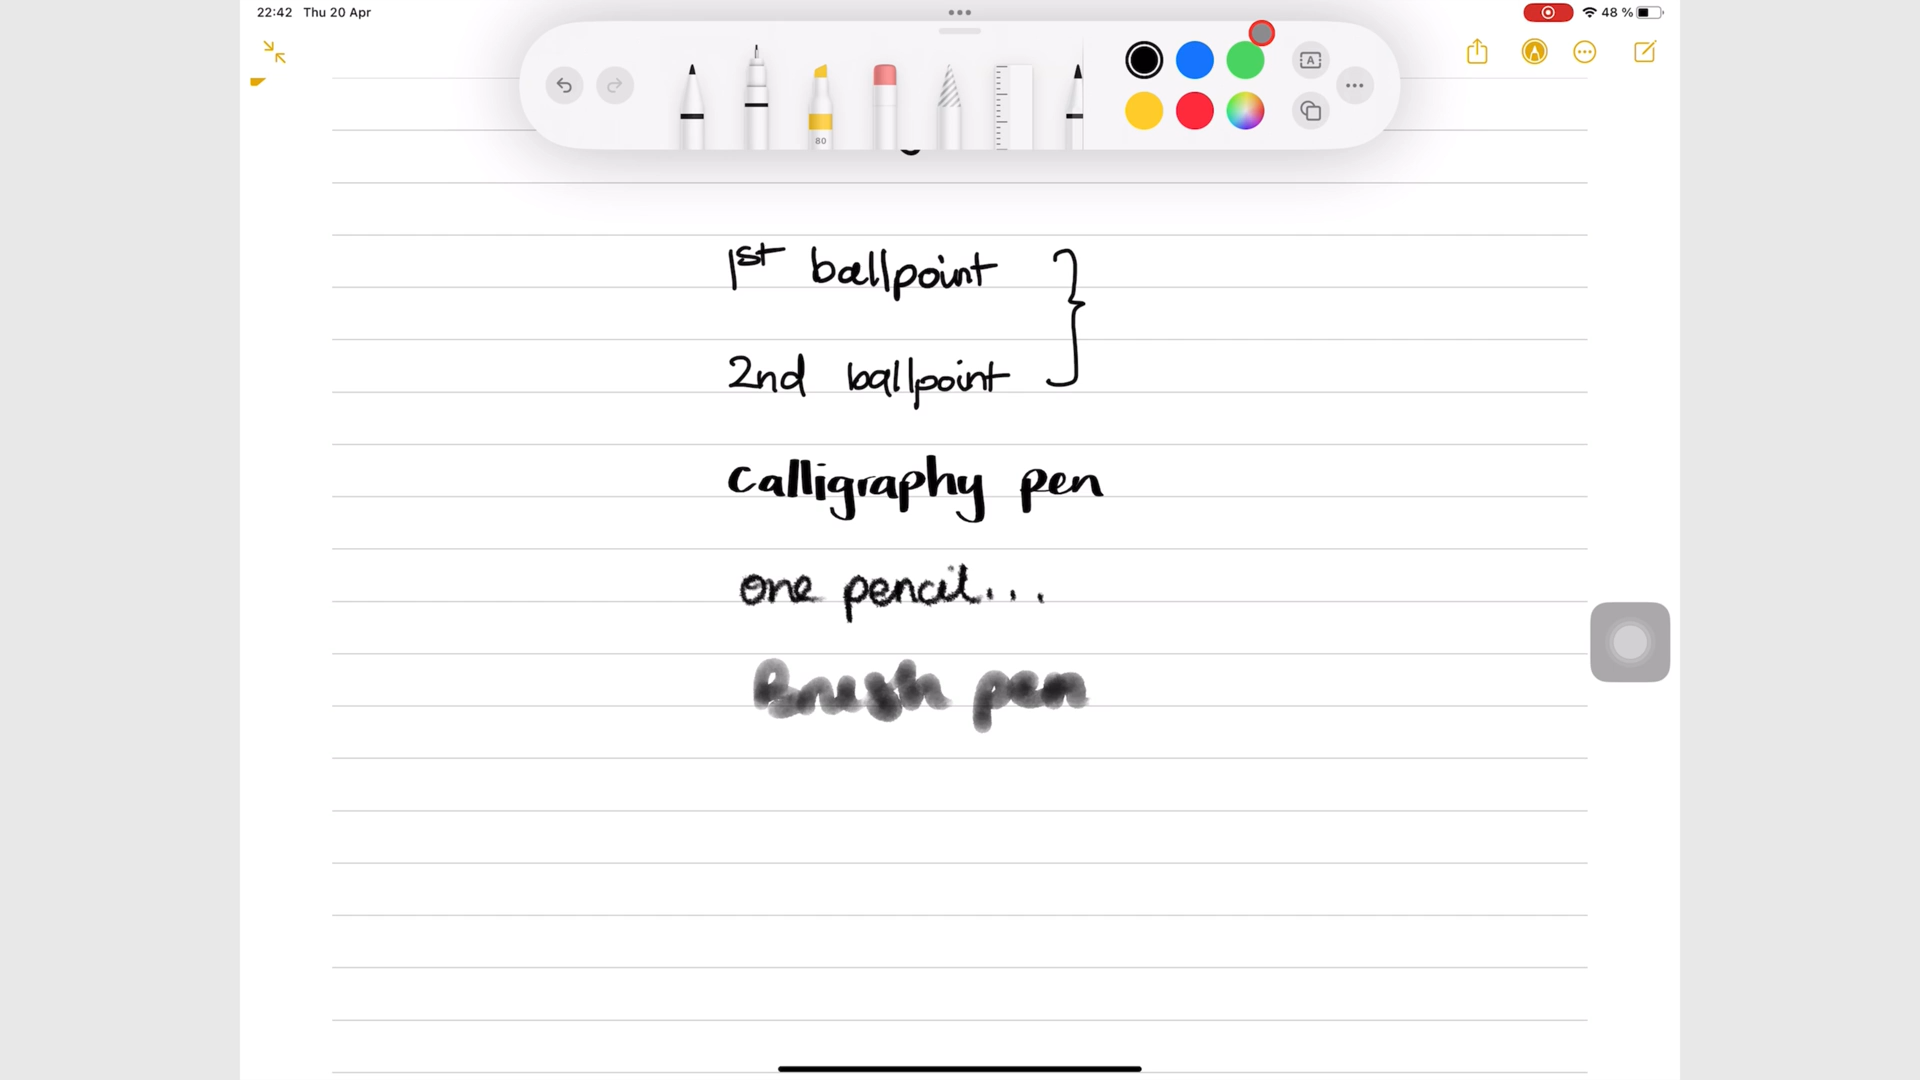 22:42 Thu 20 Apr
48 %
A
80
1st ballpoint
2nd ballpoint
Calligraphy pen
one pencil...
Brush pen